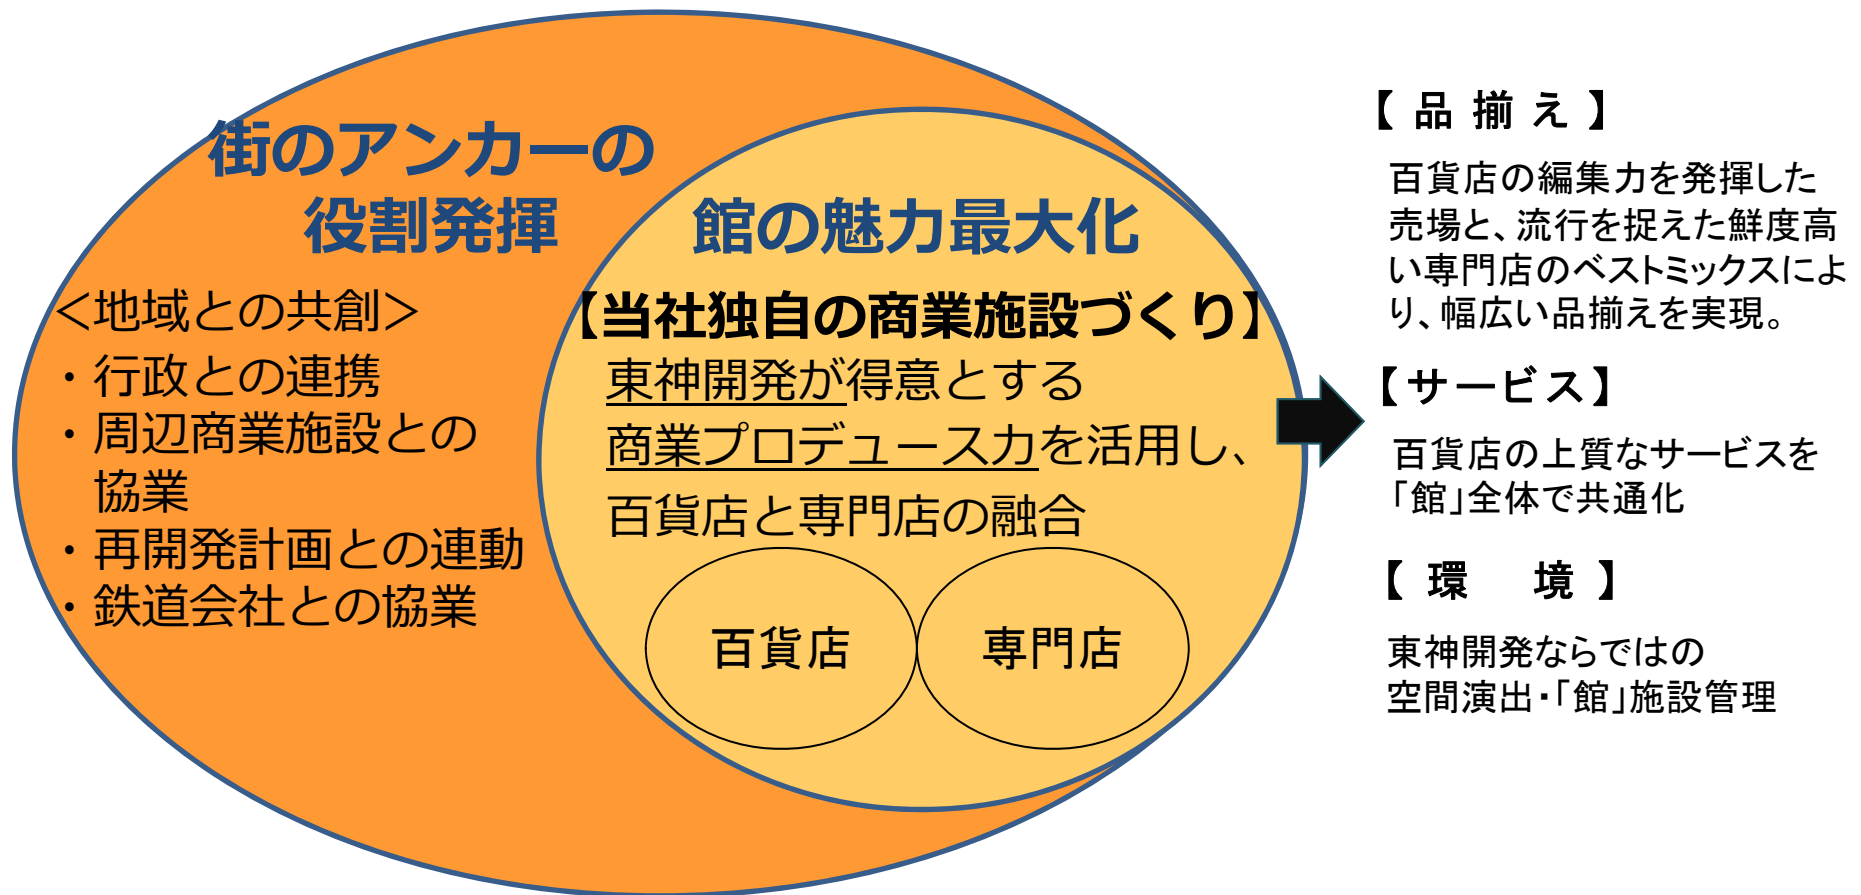 街のアンカーの
役割発揮
＜地域との共創＞
・行政との連携
・周辺商業施設との
協業
・再開発計画との連動
・鉄道会社との協業
館の魅力最大化
【当社独自の商業施設づくり】
東神開発が得意とする
商業プロデュース力を活用し、
百貨店と専門店の融合
百貨店
専門店
【 品 揃 え 】
百貨店の編集力を発揮した
売場と、流行を捉えた鮮度高
い専門店のベストミックスによ
り、幅広い品揃えを実現。
【サービス】
百貨店の上質なサービスを
「館」全体で共通化
【 環　境 】
東神開発ならではの
空間演出・「館」施設管理